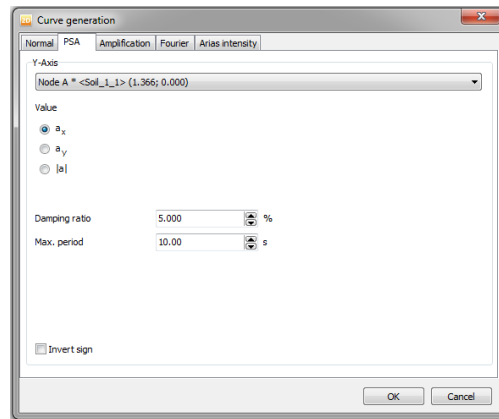 Curve generation
Normal PSA Amplification Fourier Arias intensity
Y-Axis
Node A * <Soil_1_1> (1.366; 0.000)
Value
ax
ay
|a|
Damping ratio 5.000 %
Max. period 10.00 s
Invert sign
OK Cancel